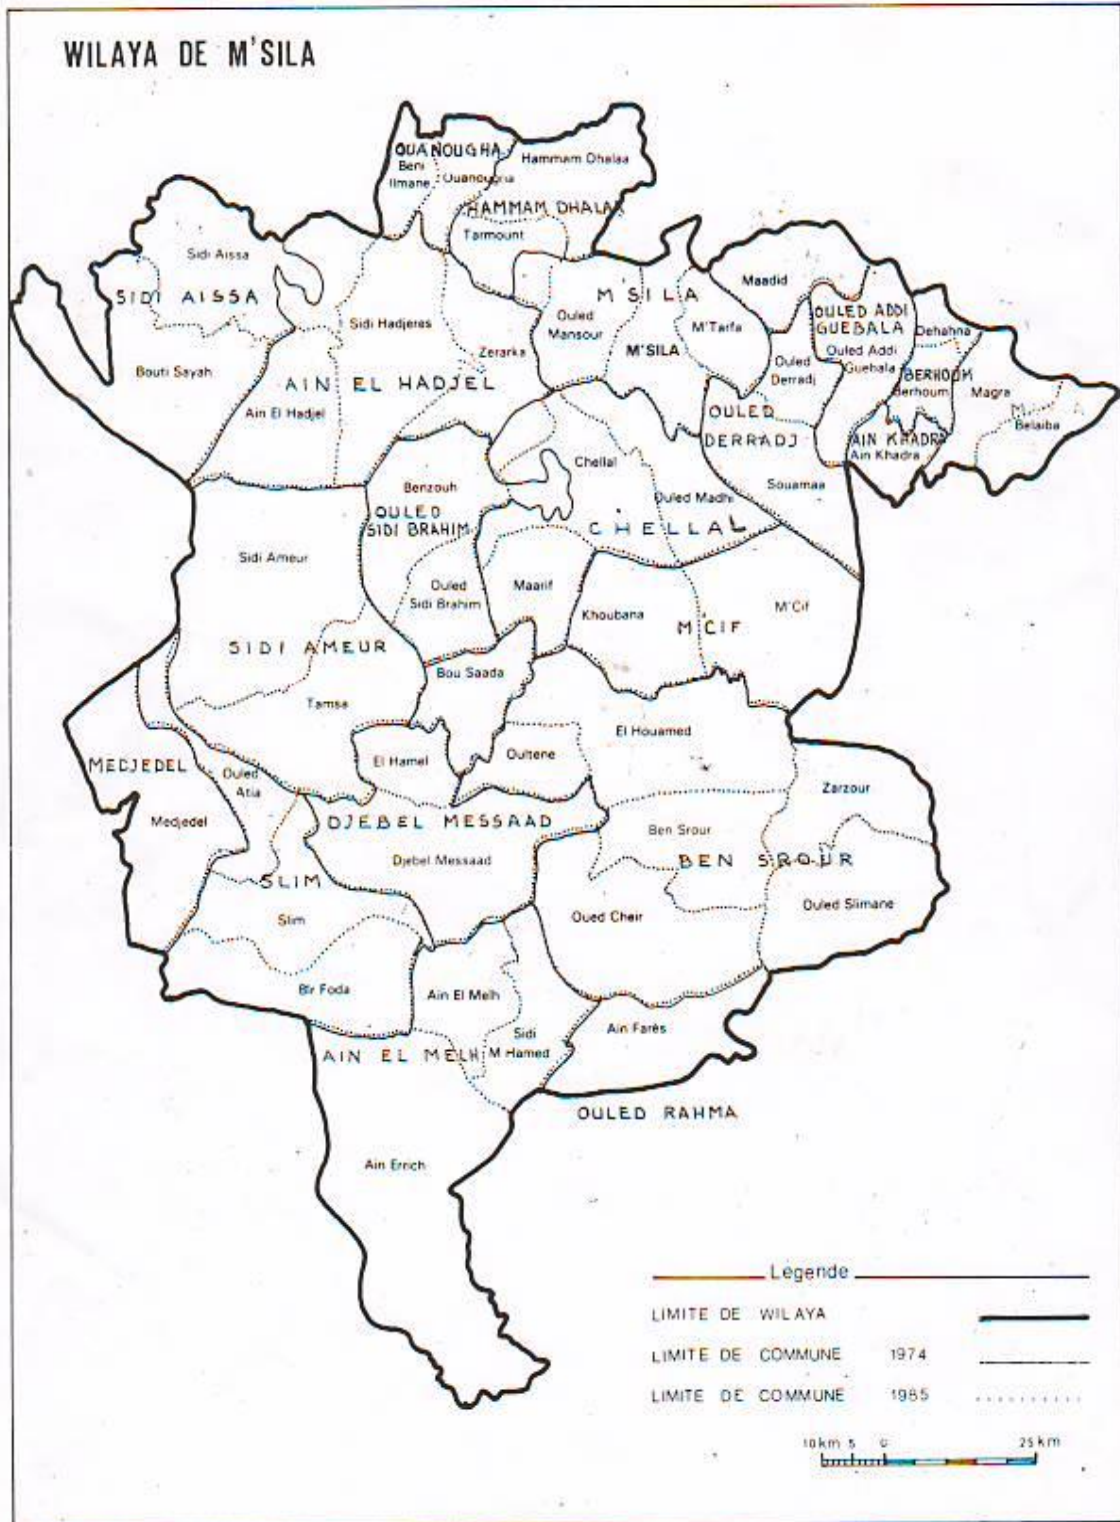 WILAYA DE M'SILA
OUANOUGHA
Beni
Ilmane
Ouanougha
Hammam Dhalaa
HAMMAM DHALAA
Tarmount
Sidi Aissa
SIDI AISSA
Bouti Sayah
Sidi Hadjeres
Zerarka
AIN EL HADJEL
Ain El Hadjel
M'SILA
Ouled
Mansour
M'SILA
M'Tarfa
Maadid
OULED ADDI
GUEBALA
Ouled Addi
Guebala
Dehahna
BERHOUM
Berhoum
Magra
Belaiba
Ouled
Derradj
OULED
DERRADJ
AIN KHADRA
Ain Khadra
Souamaa
Chellal
Ouled Madhi
CHELLAL
Benzouh
OULED
SIDI BRAHIM
Ouled
Sidi Brahim
Maarif
Khoubana
M'CIF
M'Cif
Sidi Ameur
SIDI AMEUR
Tamsa
Bou Saada
El Hamel
Oultene
El Houamed
MEDJEDEL
Medjedel
Ouled
Atia
DJEBEL MESSAAD
Djebel Messaad
Ben Srour
BEN SROUR
Zarzour
Ouled Slimane
Oued Chair
SLIM
Slim
Bir Foda
Ain El Melh
AIN EL MELH
Sidi
M Hamed
Ain Farès
OULED RAHMA
Ain Errich
Légende
LIMITE DE WILAYA
LIMITE DE COMMUNE 1974
LIMITE DE COMMUNE 1985
10 km 5 0 25 km